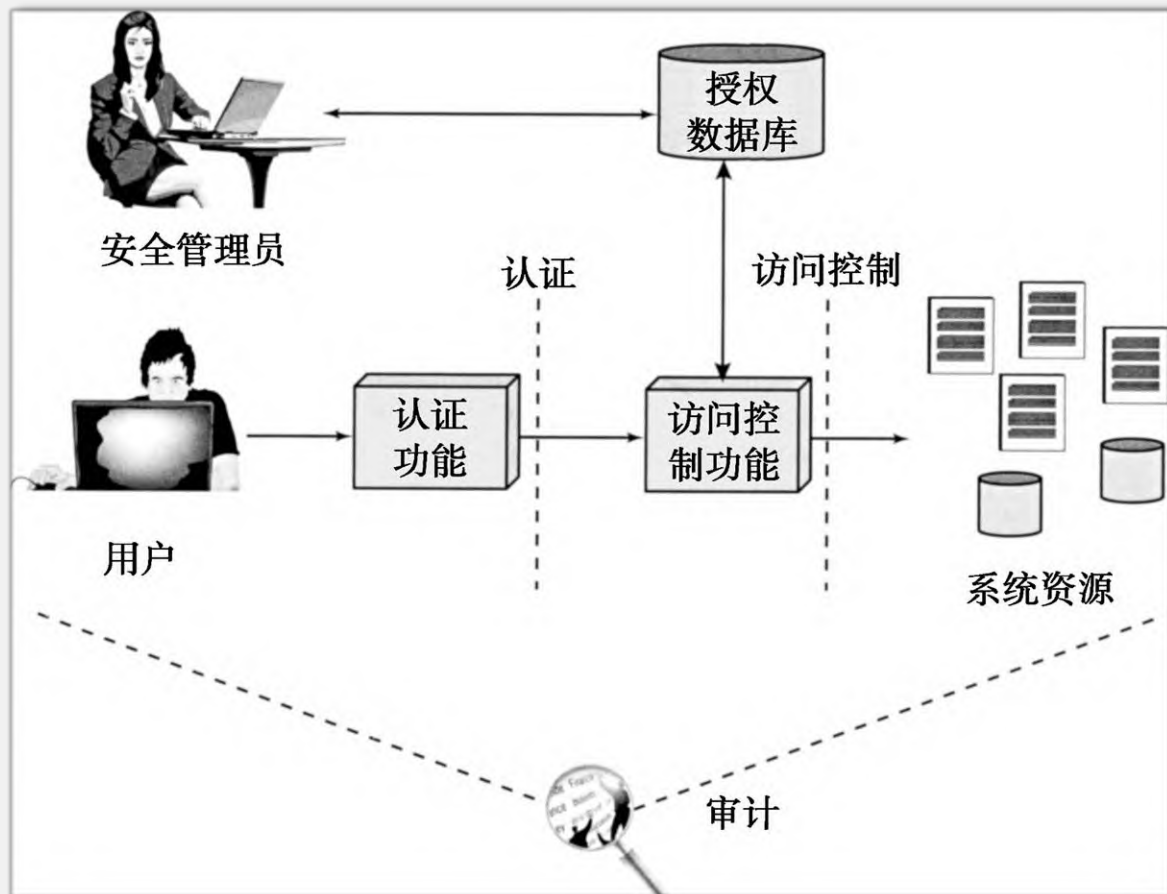 授权
数据库
安全管理员
认证
访问控制
认证
功能
访问控
制功能
用户
系统资源
审计